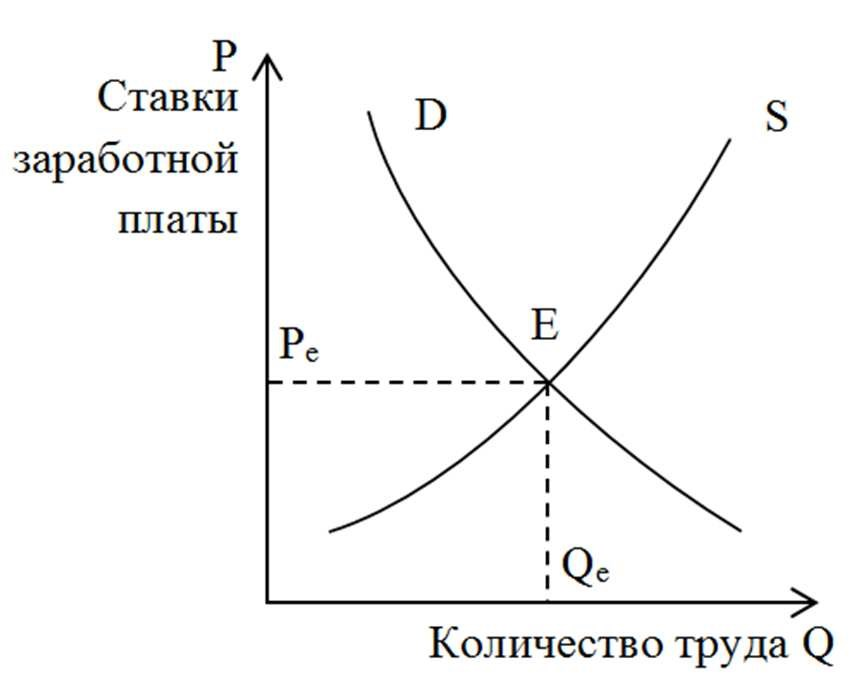 P
Ставки
заработной
платы
D
S
E
Pe
Qe
Количество труда Q